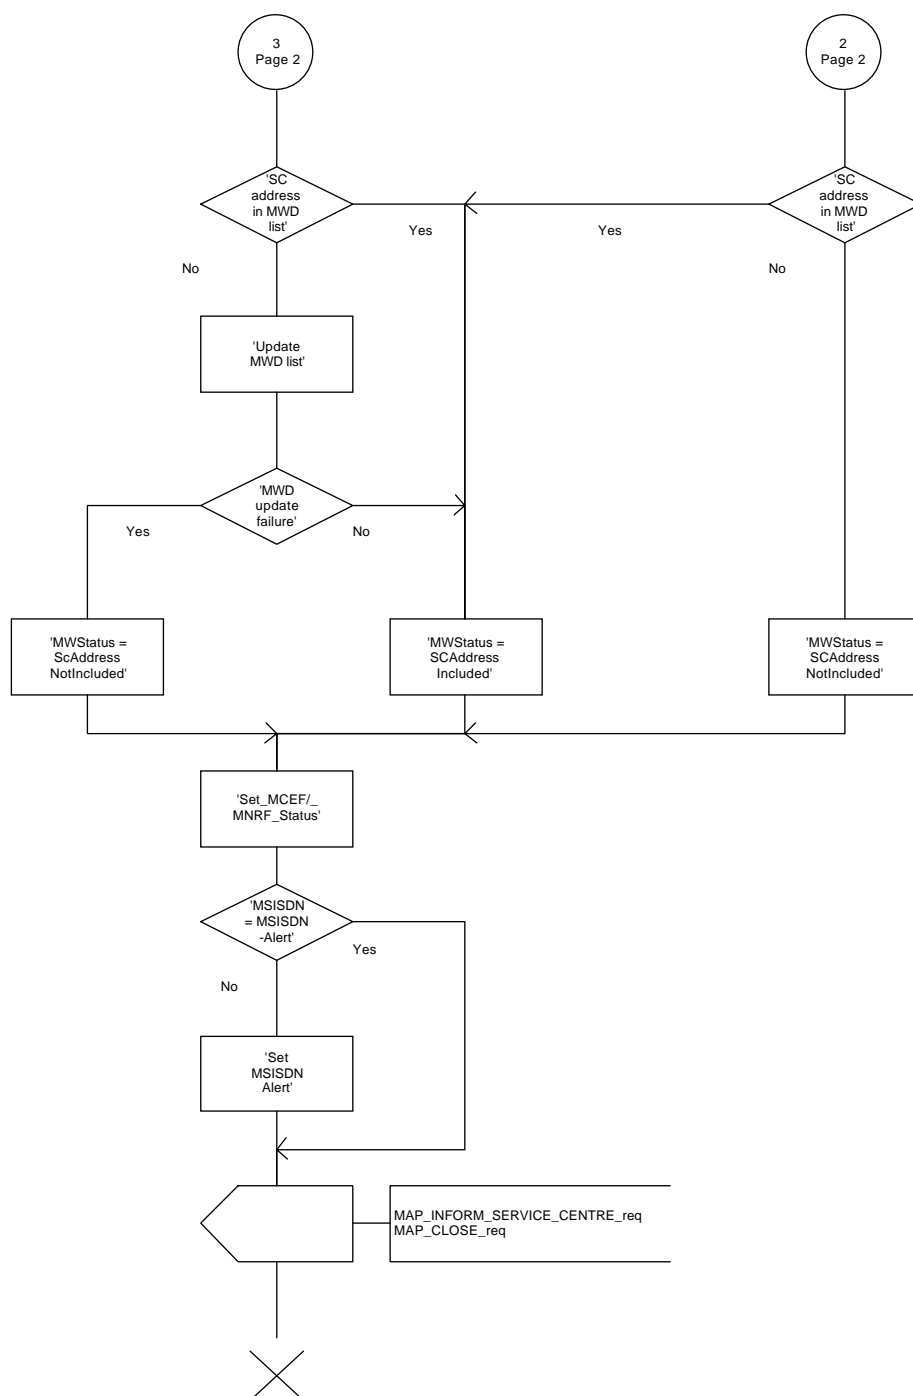 3
Page 2
2
Page 2
'SC
address
in MWD
list'
'SC
address
in MWD
list'
Yes
Yes
No
No
'Update
MWD list'
'MWD
update
failure'
Yes
No
'MWStatus =
ScAddress
NotIncluded'
'MWStatus =
SCAddress
Included'
'MWStatus =
SCAddress
NotIncluded'
'Set_MCEF/_
MNRF_Status'
'MSISDN
= MSISDN
-Alert'
Yes
No
'Set
MSISDN
Alert'
MAP_INFORM_SERVICE_CENTRE_req
MAP_CLOSE_req